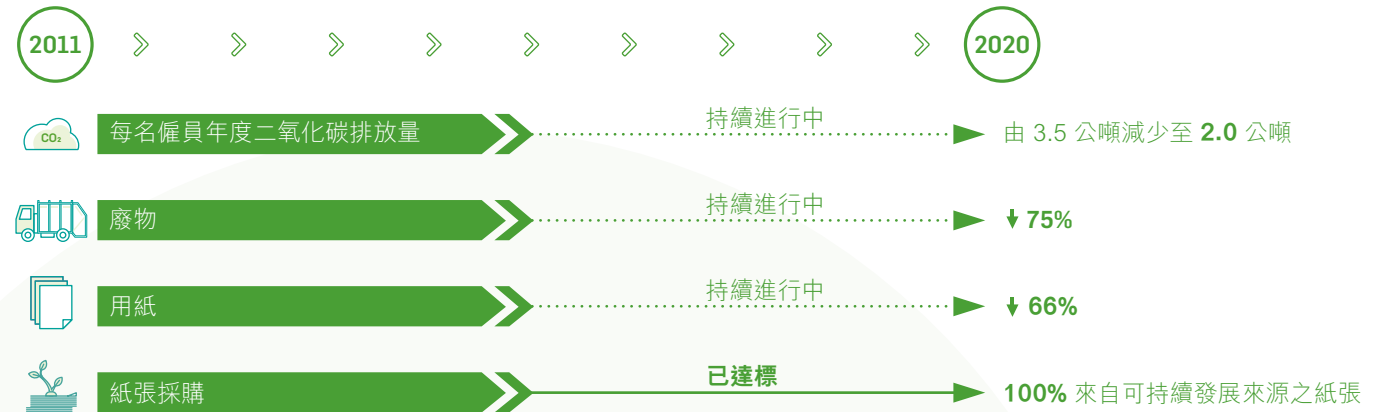 2011
2020
CO₂ 每名僱員年度二氧化碳排放量 持續進行中 由 3.5 公噸減少至 2.0 公噸
廢物 持續進行中 75%
用紙 持續進行中 66%
紙張採購 已達標 100% 來自可持續發展來源之紙張